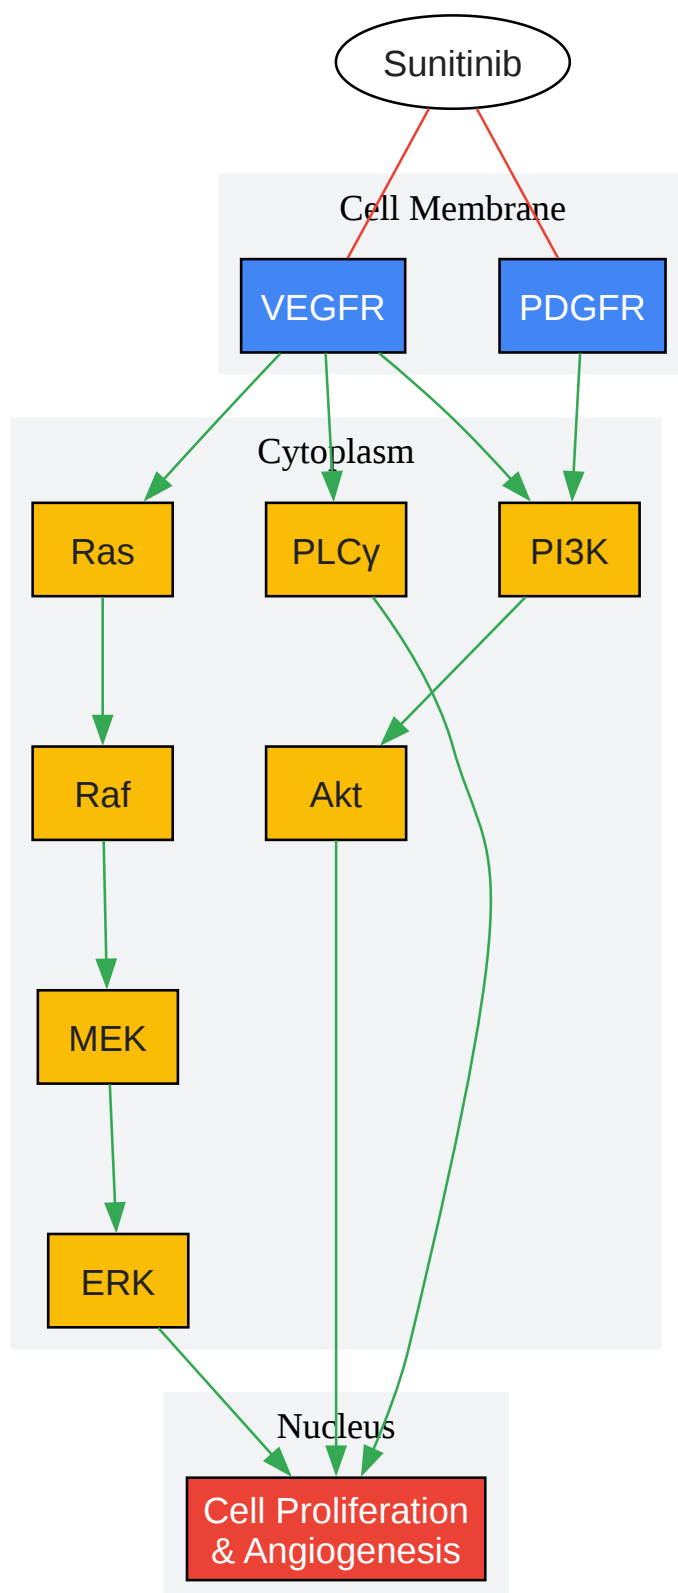 Sunitinib
Cell Membrane
VEGFR
PDGFR
Cytoplasm
Ras
PLCγ
PI3K
Raf
Akt
MEK
ERK
Nucleus
Cell Proliferation
& Angiogenesis